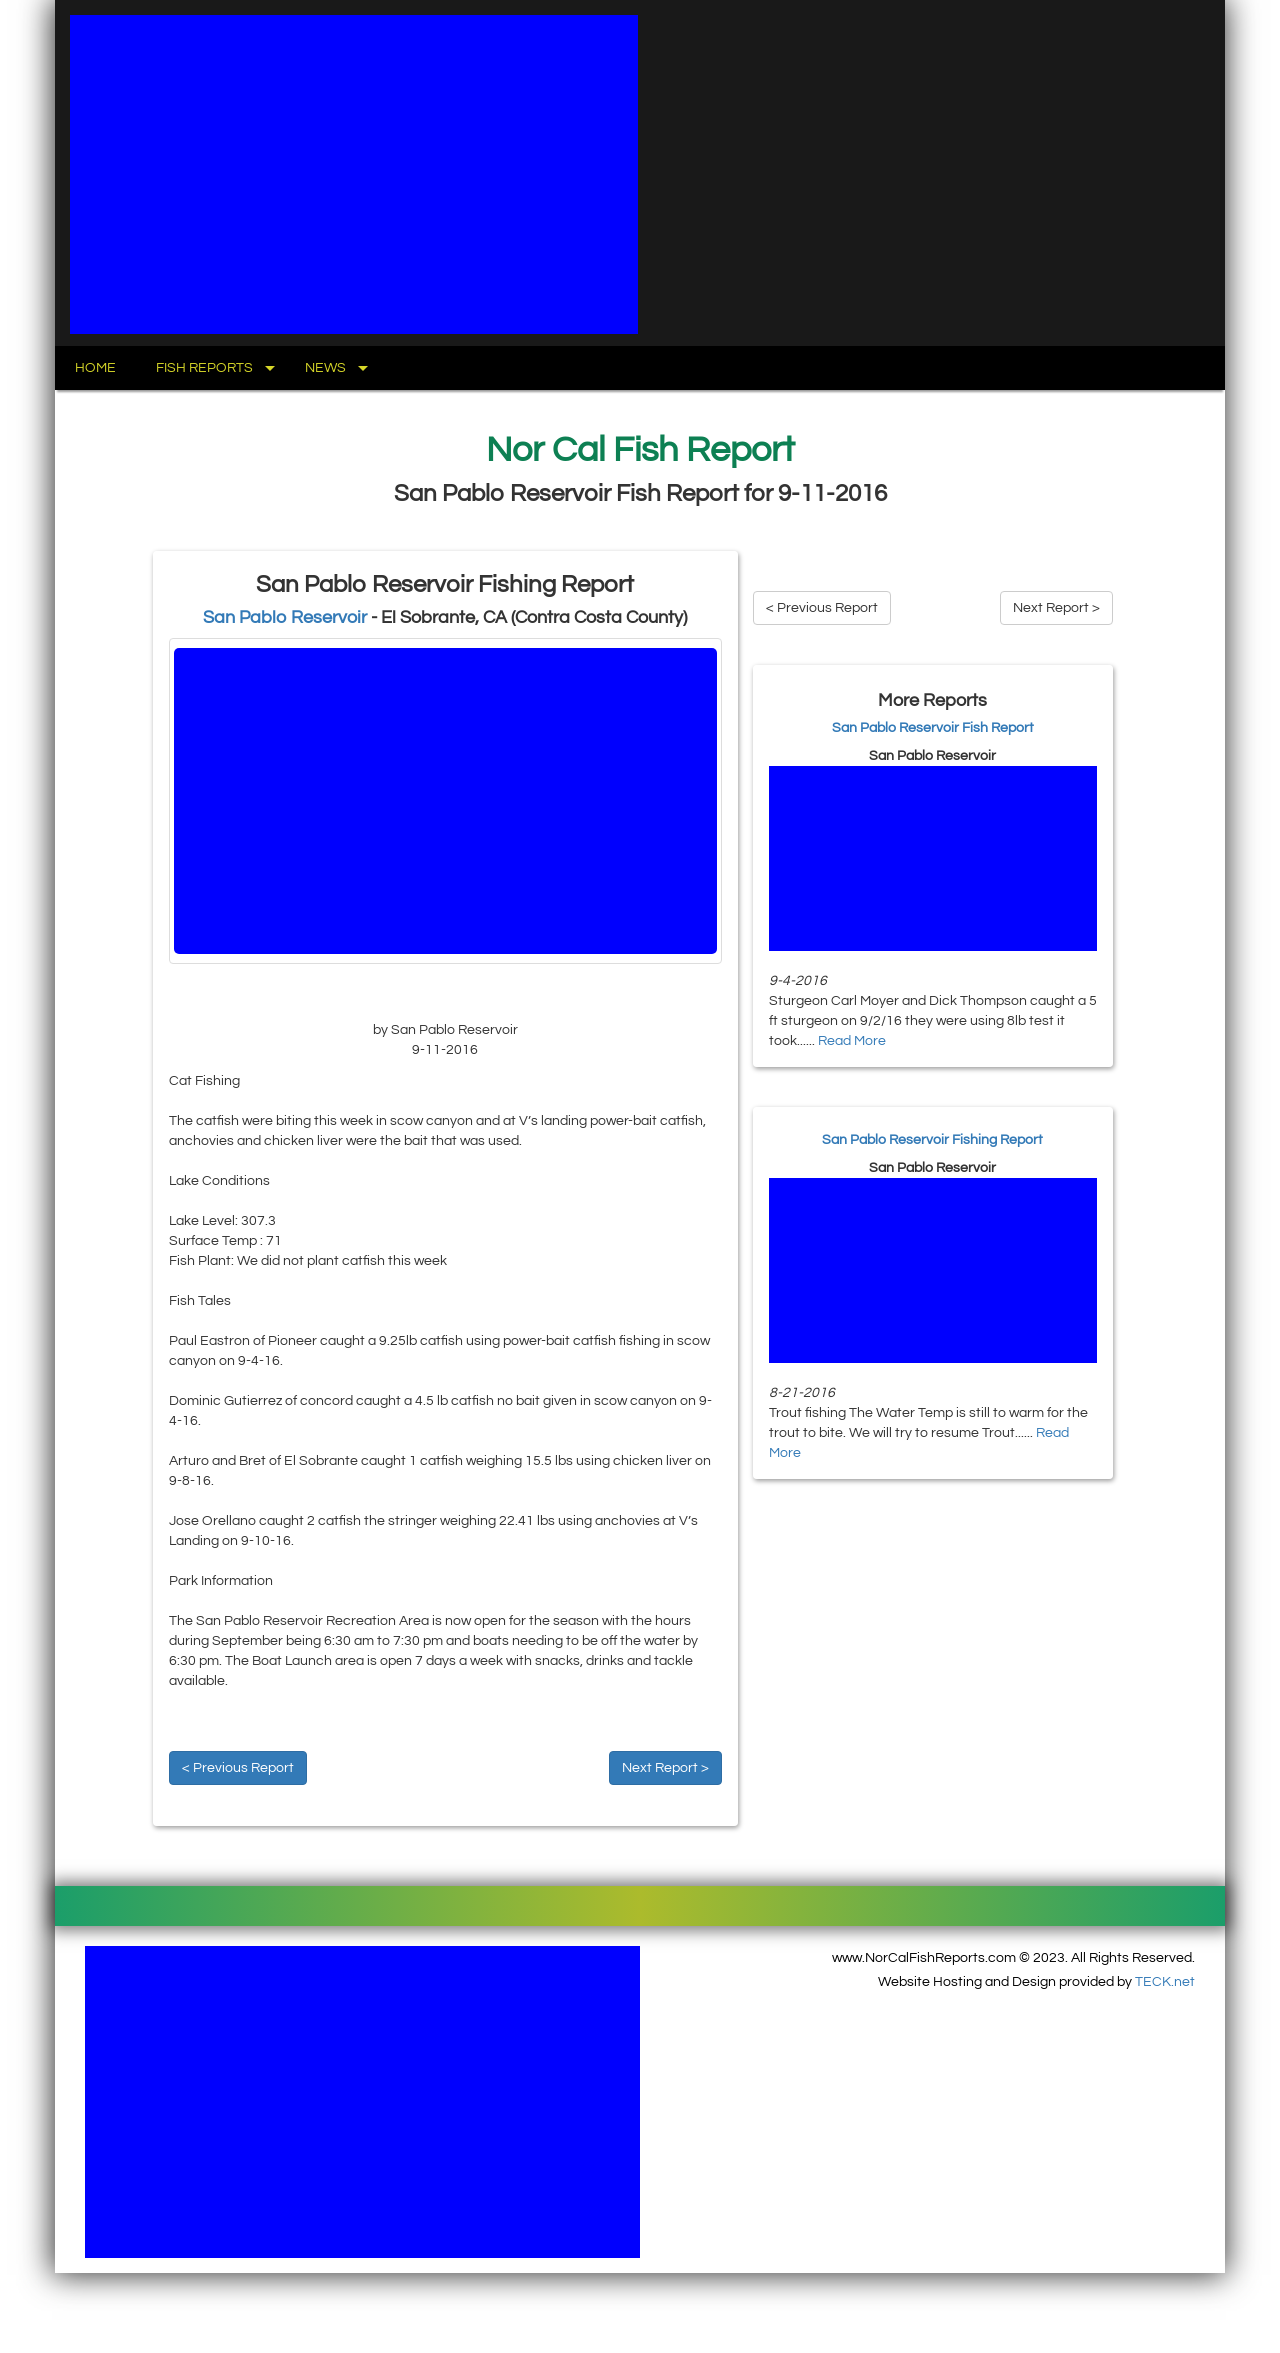 HOME
FISH REPORTS
NEWS
Nor Cal Fish Report
San Pablo Reservoir Fish Report for 9-11-2016
San Pablo Reservoir Fishing Report
San Pablo Reservoir - El Sobrante, CA (Contra Costa County)
by San Pablo Reservoir
9-11-2016
Cat Fishing
The catfish were biting this week in scow canyon and at V's landing power-bait catfish,
anchovies and chicken liver were the bait that was used.
Lake Conditions
Lake Level: 307.3
Surface Temp : 71
Fish Plant: We did not plant catfish this week
Fish Tales
Paul Eastron of Pioneer caught a 9.25lb catfish using power-bait catfish fishing in scow
canyon on 9-4-16.
Dominic Gutierrez of concord caught a 4.5 lb catfish no bait given in scow canyon on 9-
4-16.
Arturo and Bret of El Sobrante caught 1 catfish weighing 15.5 lbs using chicken liver on
9-8-16.
Jose Orellano caught 2 catfish the stringer weighing 22.41 lbs using anchovies at V's
Landing on 9-10-16.
Park Information
The San Pablo Reservoir Recreation Area is now open for the season with the hours
during September being 6:30 am to 7:30 pm and boats needing to be off the water by
6:30 pm. The Boat Launch area is open 7 days a week with snacks, drinks and tackle
available.
< Previous Report
Next Report >
< Previous Report
Next Report >
More Reports
San Pablo Reservoir Fish Report
San Pablo Reservoir
9-4-2016
Sturgeon Carl Moyer and Dick Thompson caught a 5
ft sturgeon on 9/2/16 they were using 8lb test it
took...... Read More
San Pablo Reservoir Fishing Report
San Pablo Reservoir
8-21-2016
Trout fishing The Water Temp is still to warm for the
trout to bite. We will try to resume Trout...... Read
More
www.NorCalFishReports.com © 2023. All Rights Reserved.
Website Hosting and Design provided by TECK.net